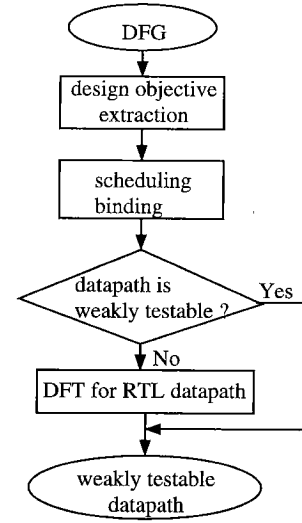 DFG
design objective
extraction
scheduling
binding
datapath is
weakly testable ?
Yes
No
DFT for RTL datapath
weakly testable
datapath